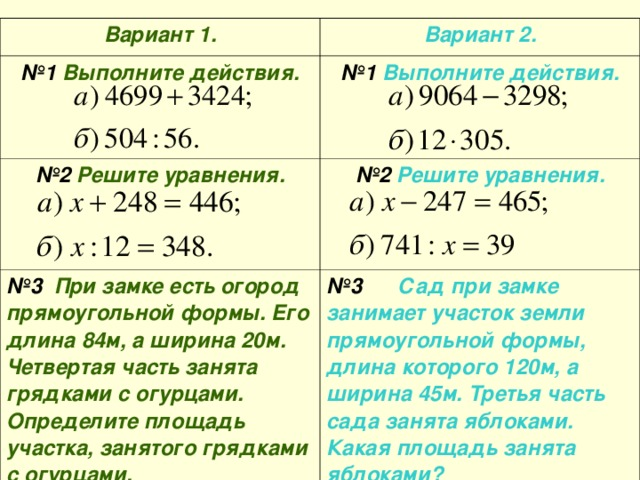 Вариант 1.
№1 Выполните действия.
а) 4699 + 3424;
б) 504 : 56.
№2 Решите уравнения.
а) x + 248 = 446;
б) x : 12 = 348.
№3 При замке есть огород
прямоугольной формы. Его
длина 84м, а ширина 20м.
Четвертая часть занята
грядками с огурцами.
Определите площадь
участка, занятого грядками
с огурцами.
Вариант 2.
№1 Выполните действия.
а) 9064 − 3298;
б) 12 · 305.
№2 Решите уравнения.
а) x − 247 = 465;
б) 741 : x = 39
№3 Сад при замке
занимает участок земли
прямоугольной формы,
длина которого 120м, а
ширина 45м. Третья часть
сада занята яблоками.
Какая площадь занята
яблоками?